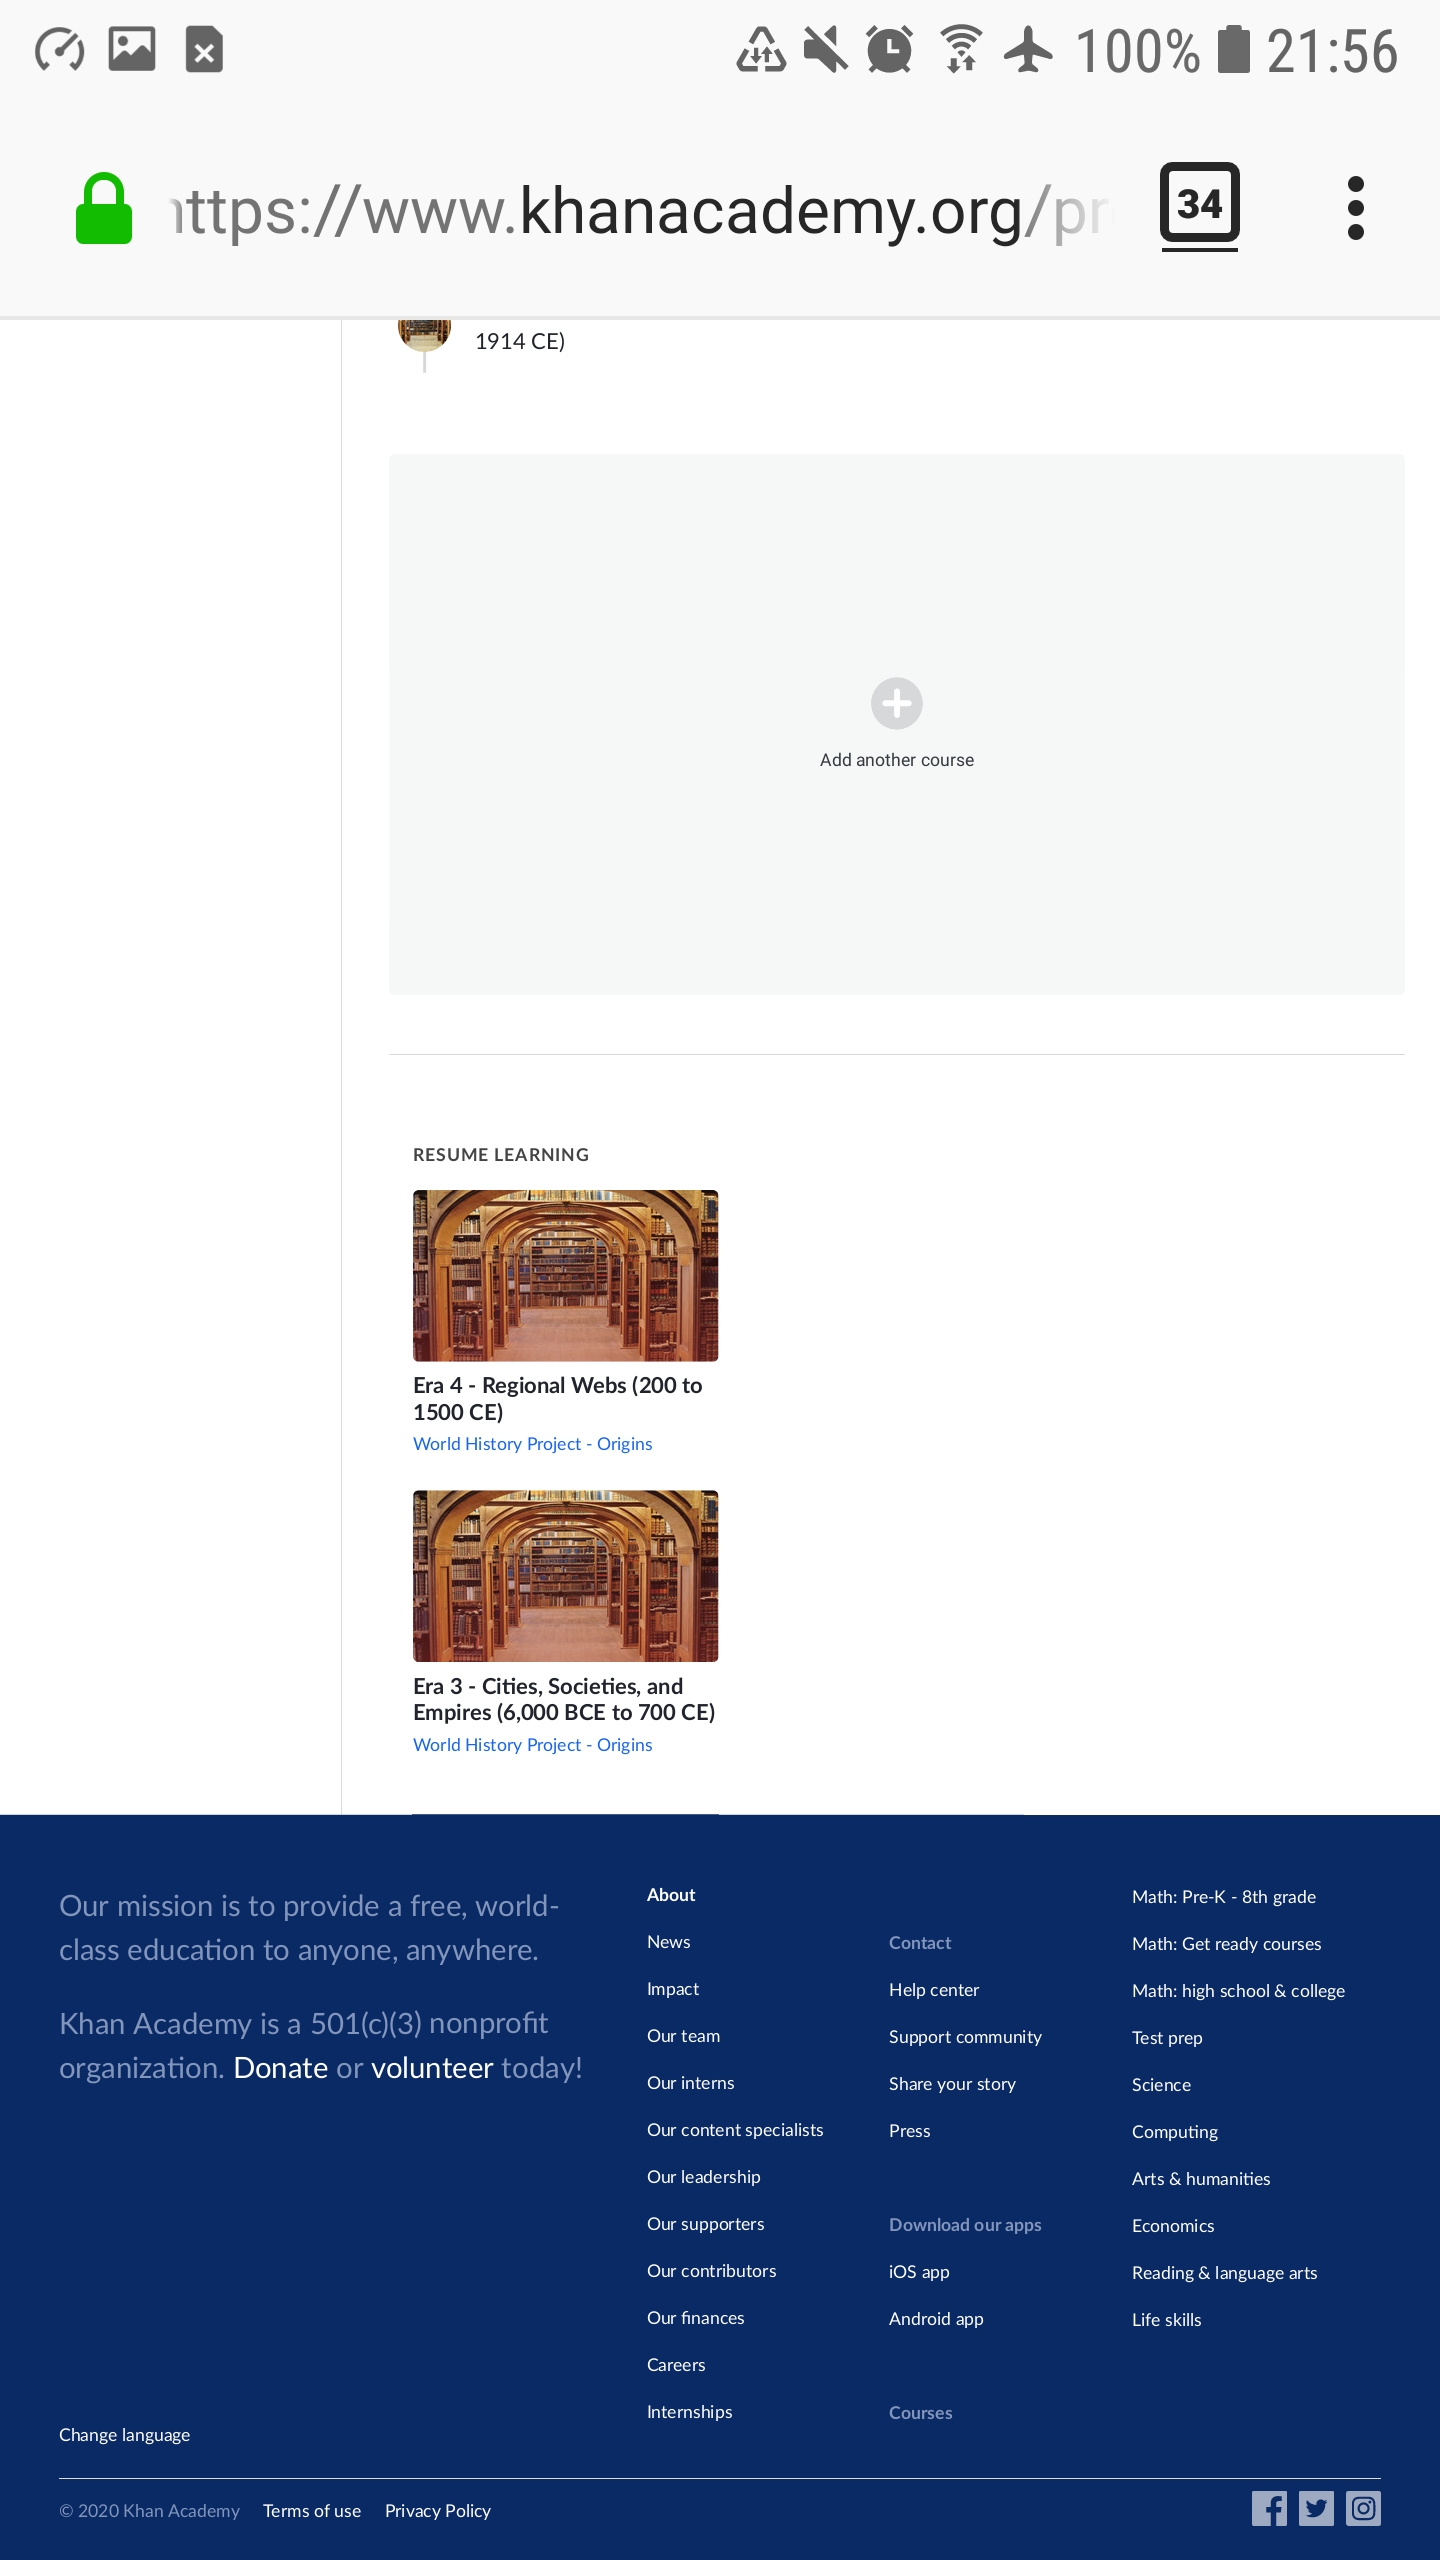 100% 21:56
https://www.khanacademy.org/pr
34
1914 CE)
Add another course
RESUME LEARNING
Era 4 - Regional Webs (200 to
1500 CE)
World History Project - Origins
Era 3 - Cities, Societies, and
Empires (6,000 BCE to 700 CE)
World History Project - Origins
Our mission is to provide a free, world-
class education to anyone, anywhere.
Khan Academy is a 501(c)(3) nonprofit
organization. Donate or volunteer today!
Change language
About
News
Impact
Our team
Our interns
Our content specialists
Our leadership
Our supporters
Our contributors
Our finances
Careers
Internships
Contact
Help center
Support community
Share your story
Press
Download our apps
iOS app
Android app
Courses
Math: Pre-K - 8th grade
Math: Get ready courses
Math: high school & college
Test prep
Science
Computing
Arts & humanities
Economics
Reading & language arts
Life skills
© 2020 Khan Academy Terms of use Privacy Policy